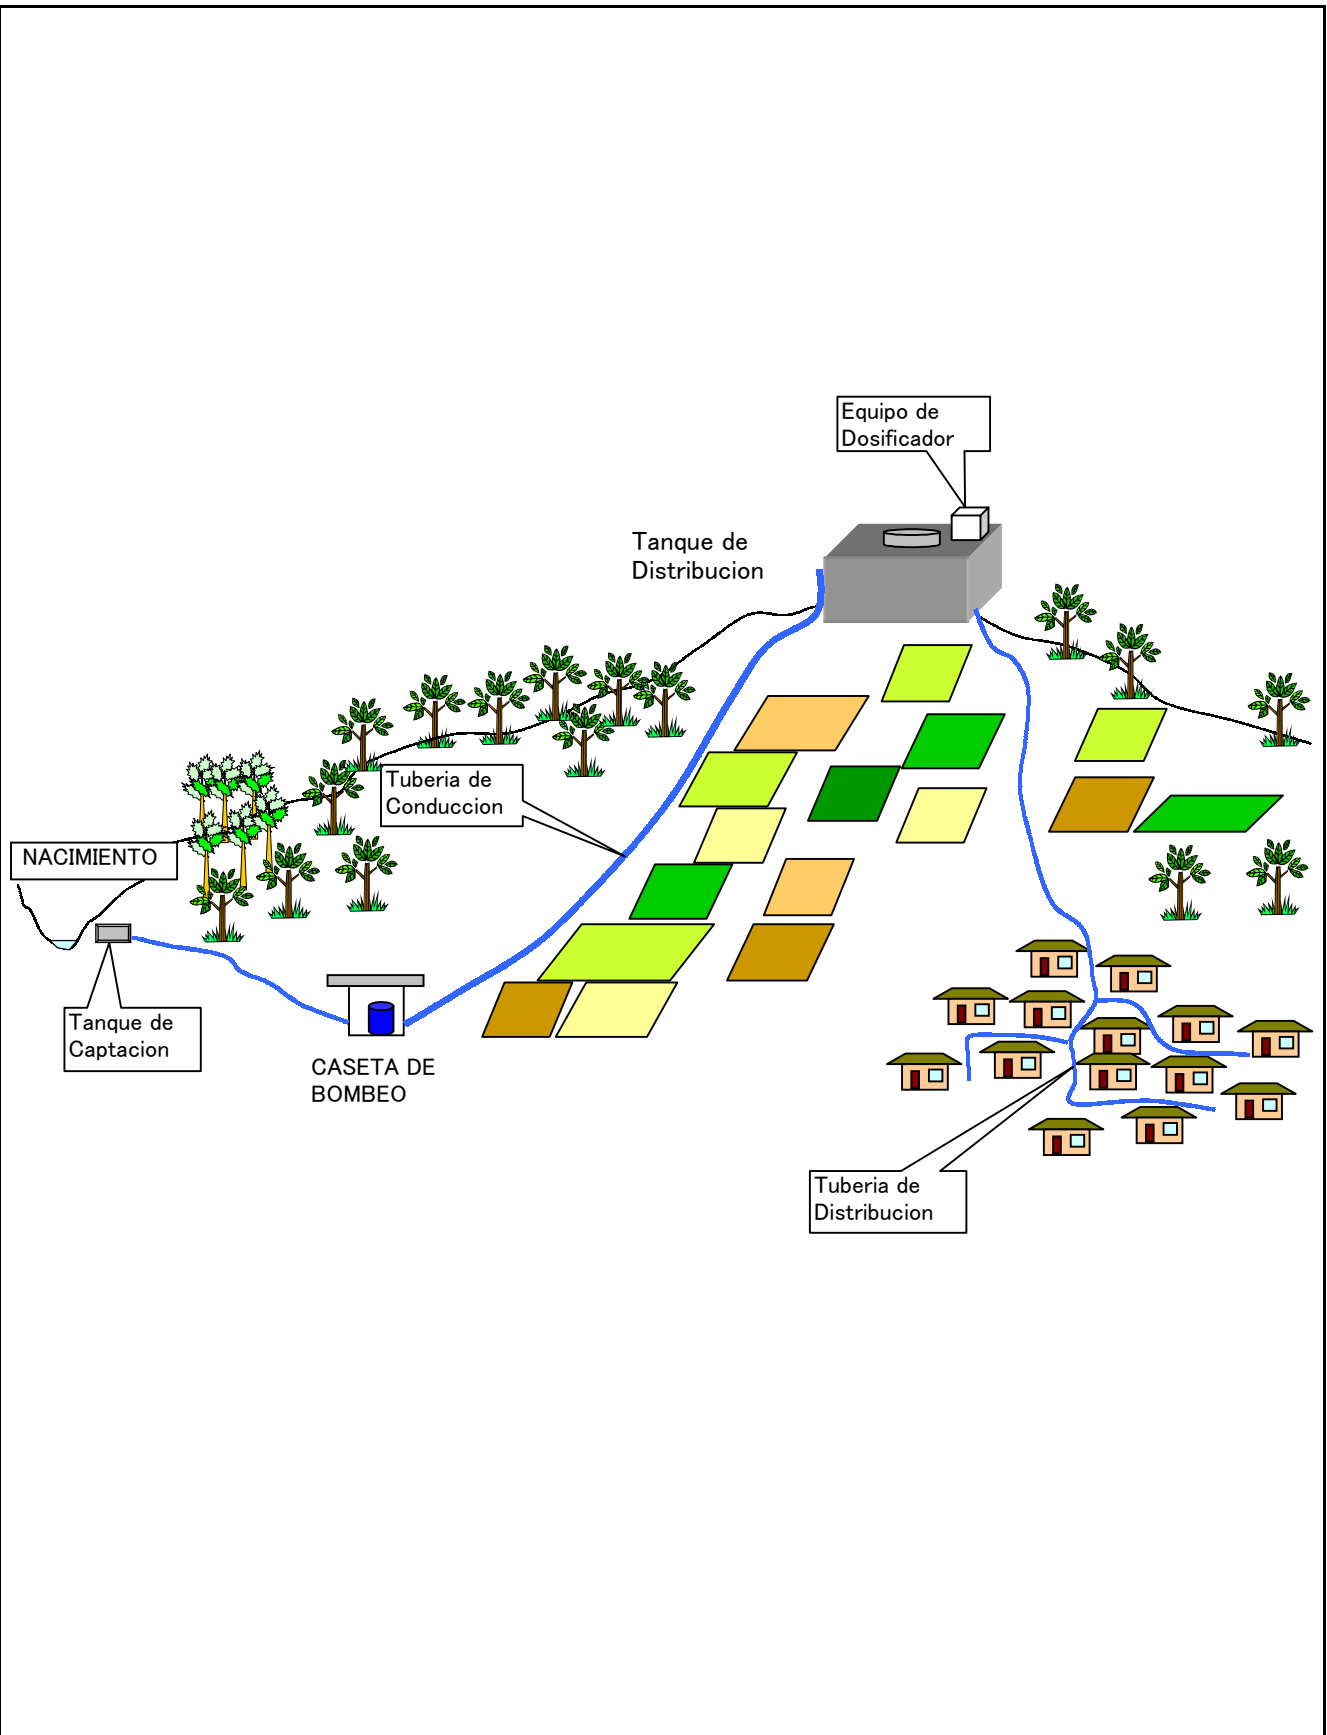 Equipo de
Dosificador
Tanque de
Distribucion
Tuberia de
Conduccion
NACIMIENTO
Tanque de
Captacion
CASETA DE
BOMBEO
Tuberia de
Distribucion